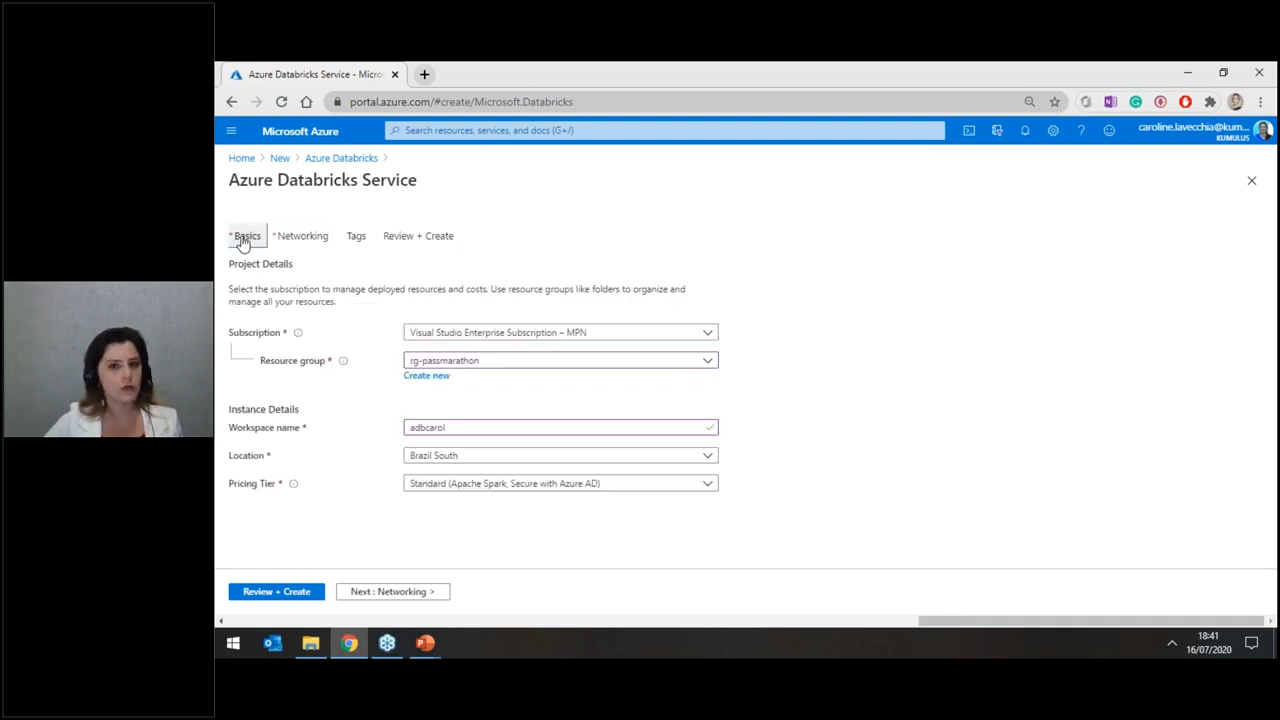 Azure Databricks Service - Micro
portal.azure.com/#create/Microsoft.Databricks
Microsoft Azure
Search resources, services, and docs (G+/)
caroline.lavecchia@kum...
KUMULUS
Home > New > Azure Databricks >
Azure Databricks Service
* Basics * Networking Tags Review + Create
Project Details
Select the subscription to manage deployed resources and costs. Use resource groups like folders to organize and
manage all your resources.
Subscription * Visual Studio Enterprise Subscription – MPN
Resource group * rg-passmarathon
Create new
Instance Details
Workspace name * adbcarol
Location * Brazil South
Pricing Tier * Standard (Apache Spark, Secure with Azure AD)
Review + Create Next : Networking >
18:41
16/07/2020